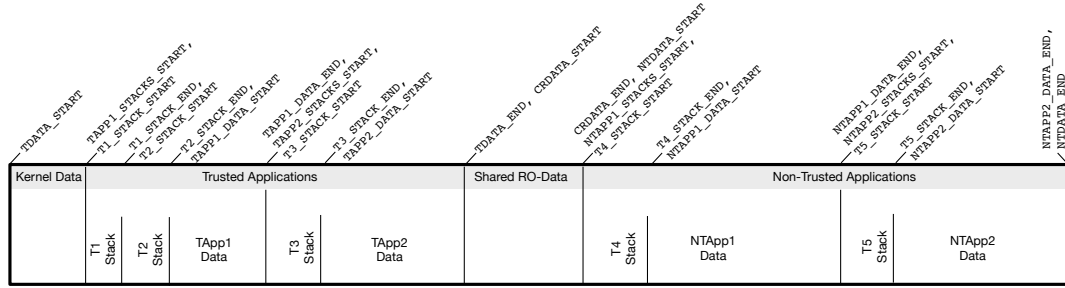 TDATA_START
TAPP1_STACKS_START,
T1_STACK_START
T1_STACK_END,
T2_STACK_START
T2_STACK_END,
TAPP1_DATA_START
TAPP1_DATA_END,
TAPP2_STACKS_START,
T3_STACK_START
T3_STACK_END,
TAPP2_DATA_START
TDATA_END, CRDATA_START
CRDATA_END, NTDATA_START
NTAPP1_STACKS_START,
T4_STACK_START
T4_STACK_END,
NTAPP1_DATA_START
NTAPP1_DATA_END,
NTAPP2_STACKS_START,
T5_STACK_START
T5_STACK_END,
NTAPP2_DATA_START
NTAPP2_DATA_END,
NTDATA_END
Kernel Data
Trusted Applications
Shared RO-Data
Non-Trusted Applications
T1
Stack
T2
Stack
TApp1
Data
T3
Stack
TApp2
Data
T4
Stack
NTApp1
Data
T5
Stack
NTApp2
Data